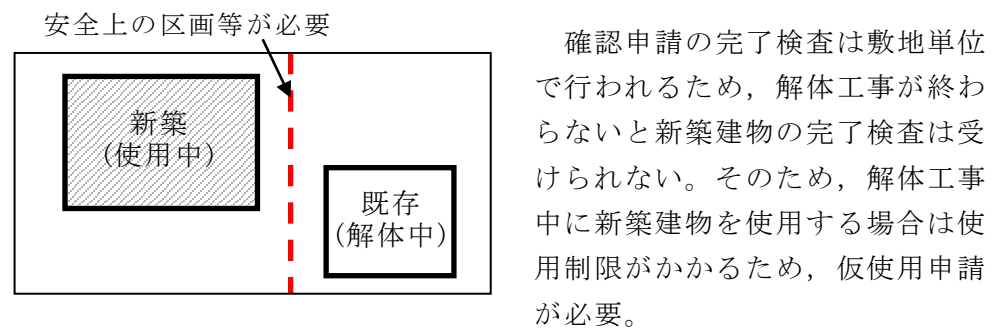 安全上の区画等が必要
新築
(使用中)
既存
(解体中)
確認申請の完了検査は敷地単位
で行われるため，解体工事が終わ
らないと新築建物の完了検査は受
けられない。そのため，解体工事
中に新築建物を使用する場合は使
用制限がかかるため，仮使用申請
が必要。